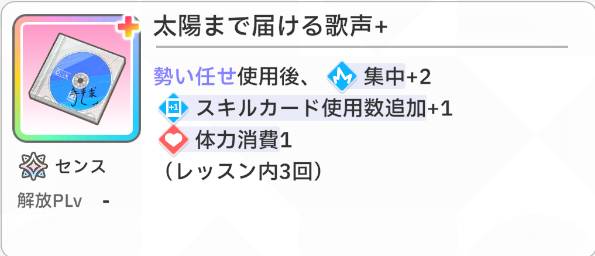 太陽まで届ける歌声+
勢い任せ使用後、集中+2
+1 スキルカード使用数追加+1
体力消費1
(レッスン内3回)
センス
解放PLv -